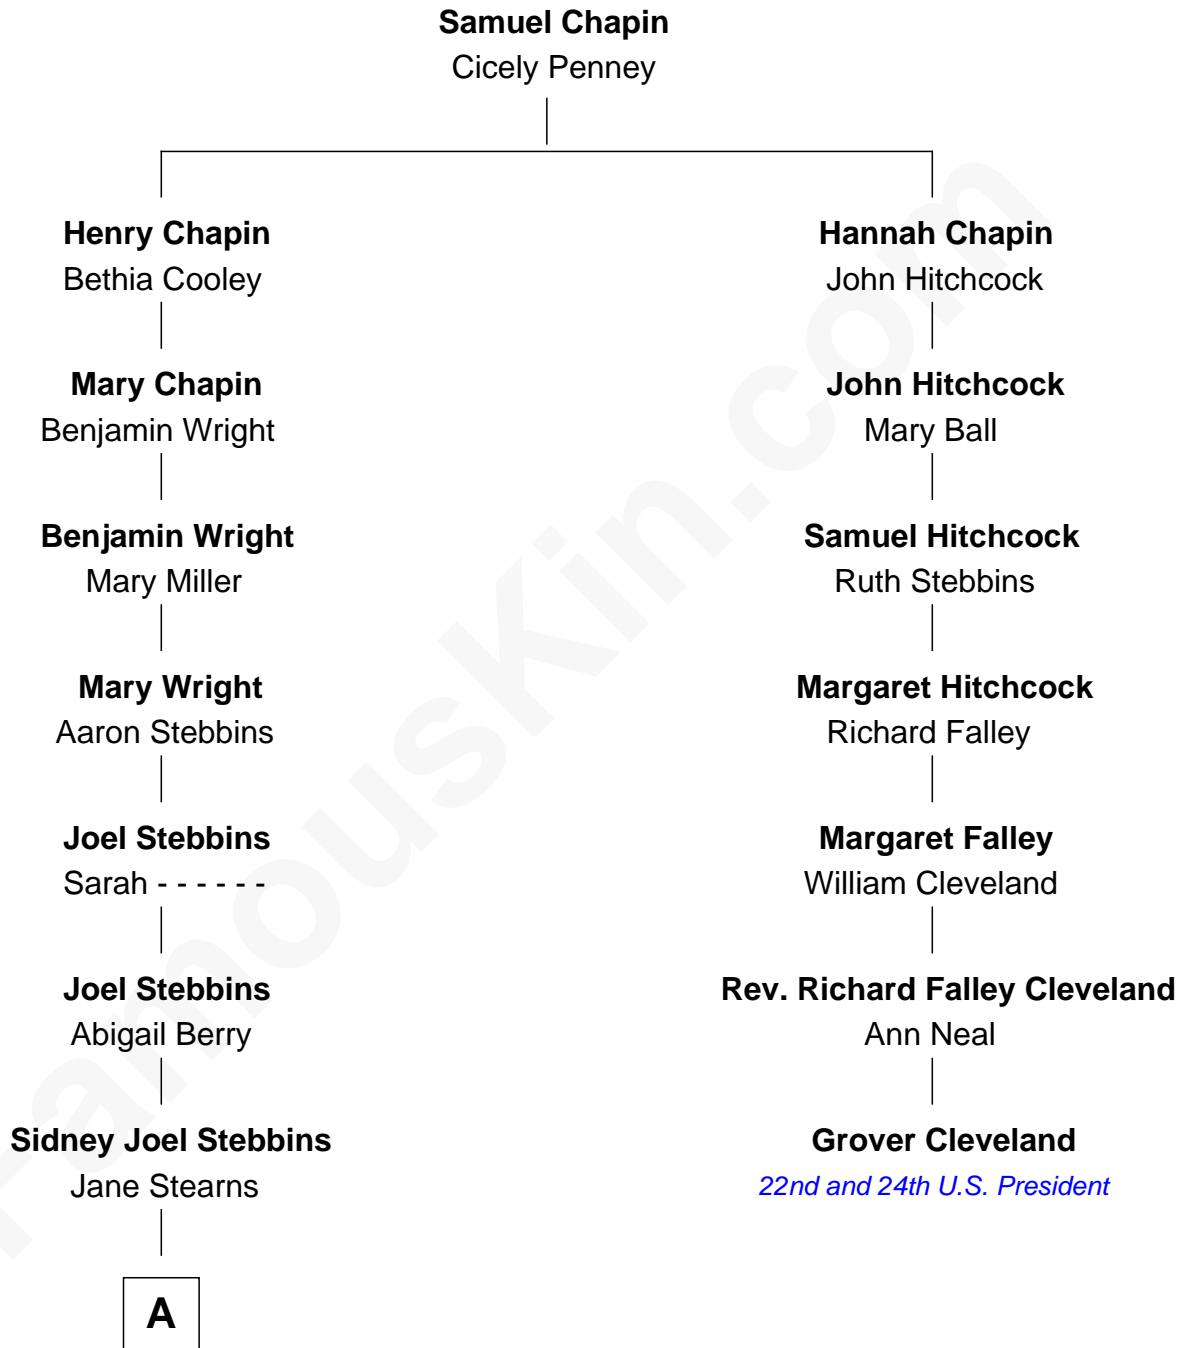 Samuel Chapin
Cicely Penney
Henry Chapin
Bethia Cooley
Hannah Chapin
John Hitchcock
Mary Chapin
Benjamin Wright
John Hitchcock
Mary Ball
Benjamin Wright
Mary Miller
Samuel Hitchcock
Ruth Stebbins
Mary Wright
Aaron Stebbins
Margaret Hitchcock
Richard Falley
Joel Stebbins
Sarah - - - - - -
Margaret Falley
William Cleveland
Joel Stebbins
Abigail Berry
Rev. Richard Falley Cleveland
Ann Neal
Sidney Joel Stebbins
Jane Stearns
Grover Cleveland
22nd and 24th U.S. President
A
FamousKin.com